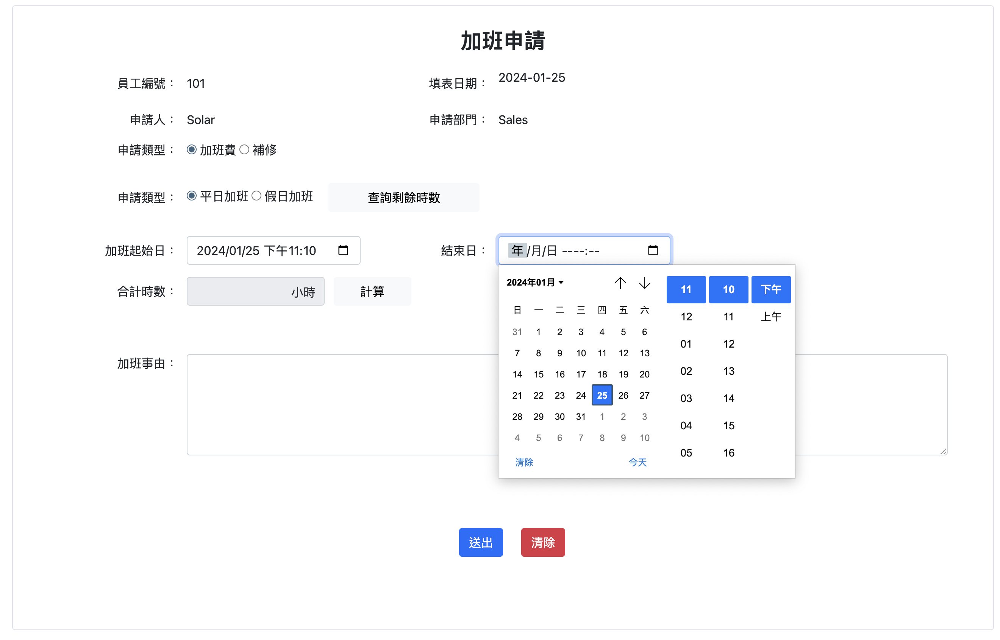 加班申請
員工編號： 101 填表日期： 2024-01-25
申請人： Solar 申請部門： Sales
申請類型： 加班費 補修
申請類型： 平日加班 假日加班 查詢剩餘時數
加班起始日： 2024/01/25 下午11:10 結束日： 年/月/日 ----:--
合計時數： 小時 計算
2024年01月 11 10 下午
日 一 二 三 四 五 六 12 11 上午
31 1 2 3 4 5 6 01 12
7 8 9 10 11 12 13
14 15 16 17 18 19 20 02 13
21 22 23 24 25 26 27 03 14
28 29 30 31 1 2 3 04 15
4 5 6 7 8 9 10 05 16
清除 今天
加班事由：
送出 清除